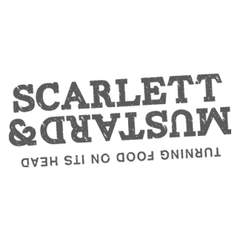 SCARLETT
& MUSTARD
TURNING FOOD ON ITS HEAD